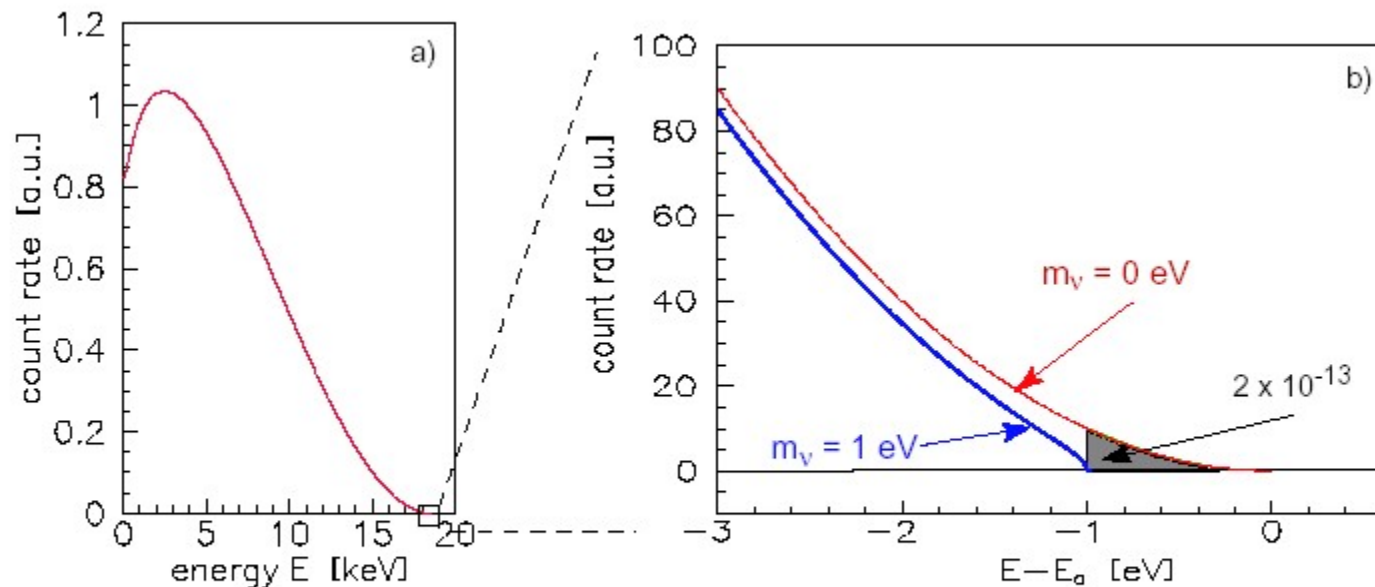 a)
1.2
1
0.8
0.6
0.4
0.2
0
count rate [a.u.]
0 5 10 15 20
energy E [keV]
b)
100
80
60
40
20
0
count rate [a.u.]
mν = 0 eV
2 x 10⁻¹³
mν = 1 eV
−3 −2 −1 0
E−Eₒ [eV]